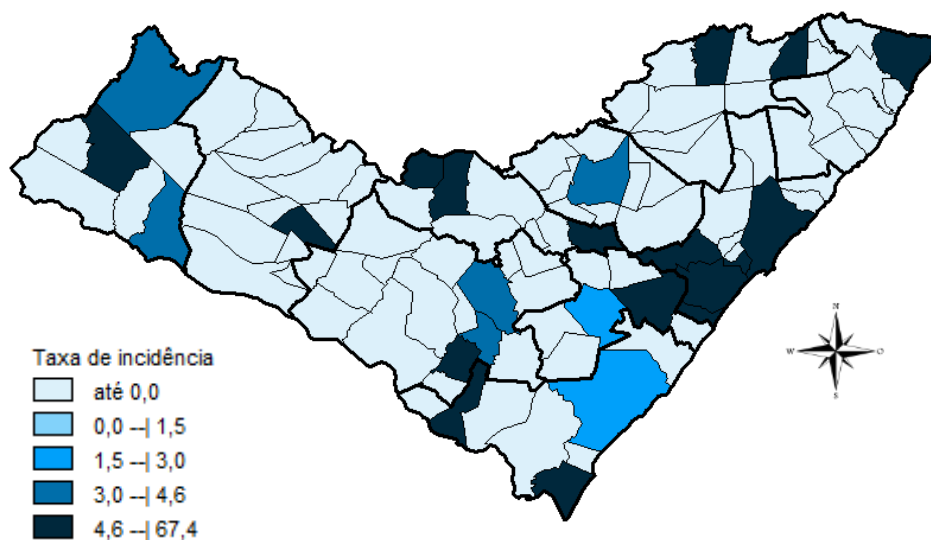 N
W
O
S
Taxa de incidência
até 0,0
0,0 --| 1,5
1,5 --| 3,0
3,0 --| 4,6
4,6 --| 67,4